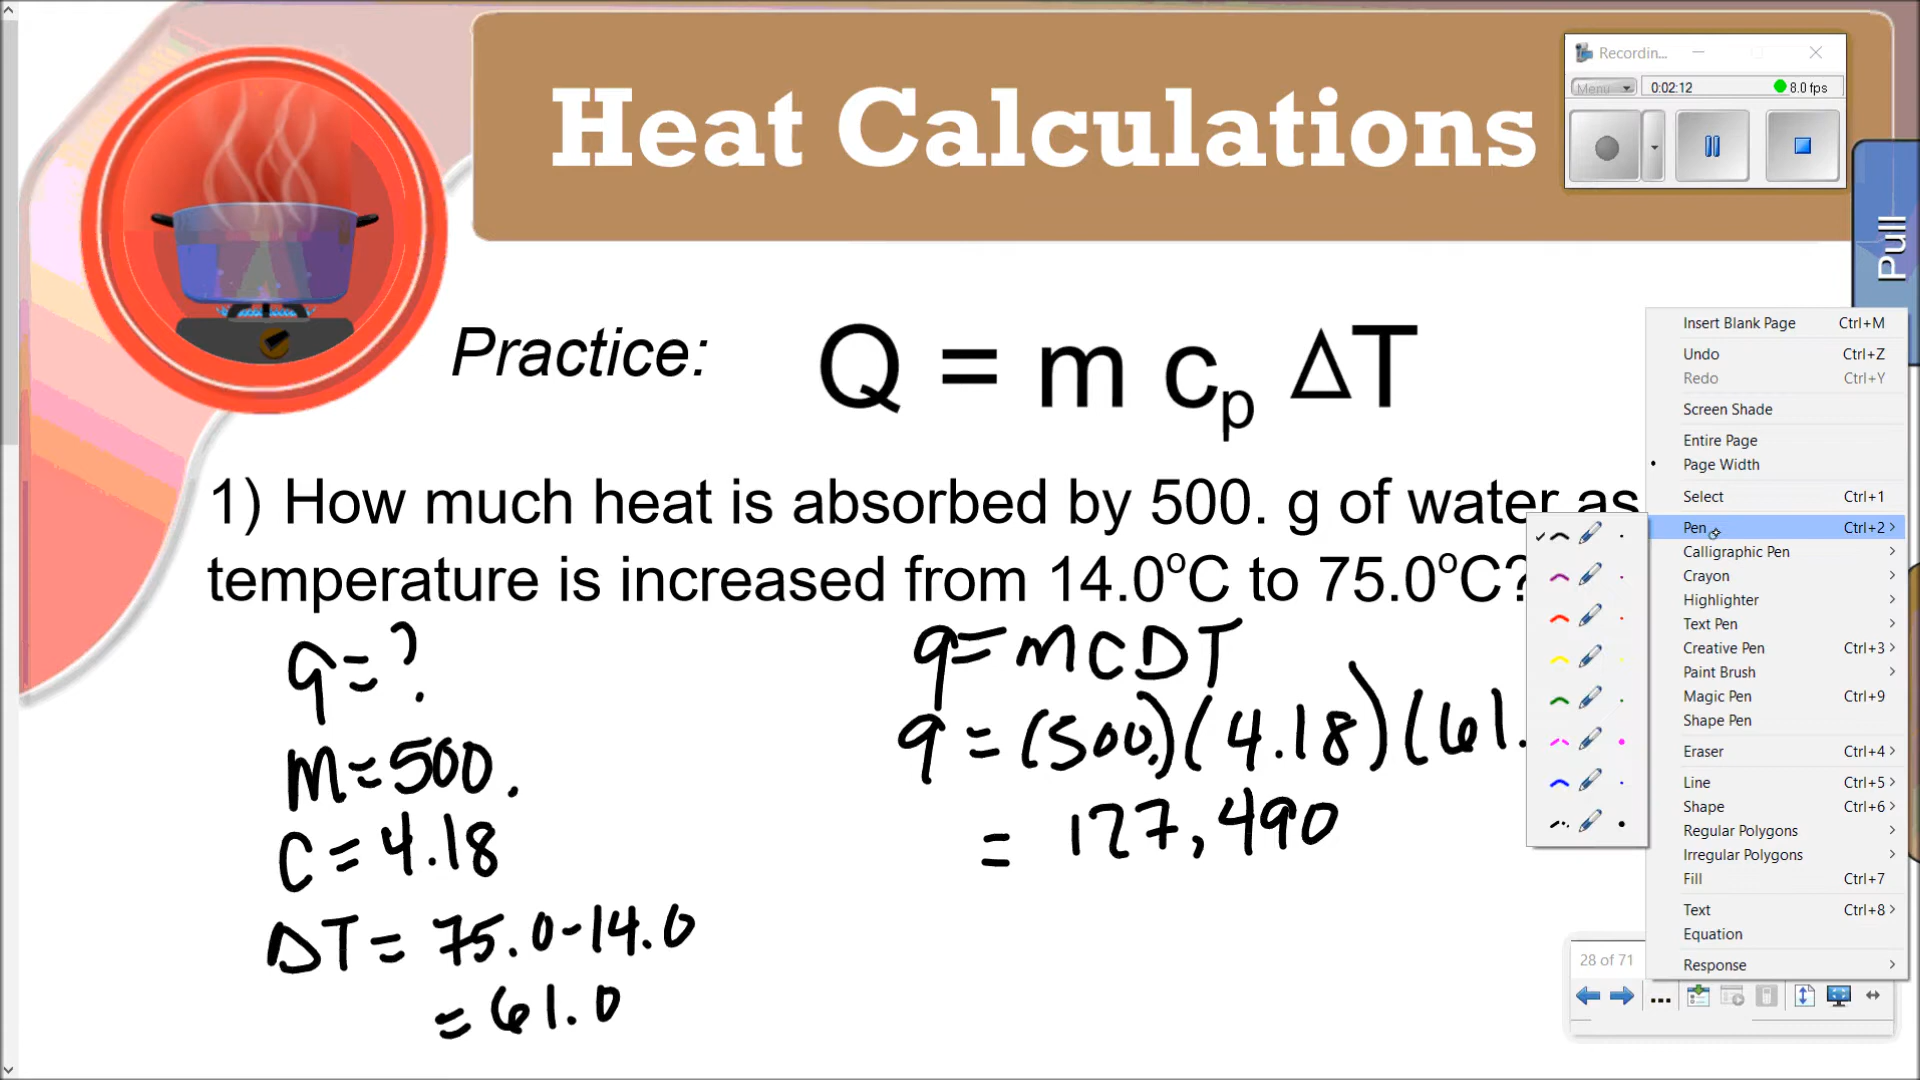 Heat Calculations
Recordin...
Menu
0:02:12
8.0 fps
Pull
Practice:
Q = m cp ΔT
1) How much heat is absorbed by 500. g of water as
temperature is increased from 14.0oC to 75.0oC?
q = ?
m = 500.
C = 4.18
ΔT = 75.0 - 14.0
= 61.0
q = mCΔT
q = (500.)(4.18)(61.
= 127,490
Insert Blank Page Ctrl+M
Undo Ctrl+Z
Redo Ctrl+Y
Screen Shade
Entire Page
Page Width
Select Ctrl+1
Pen Ctrl+2
Calligraphic Pen
Crayon
Highlighter
Text Pen
Creative Pen Ctrl+3
Paint Brush
Magic Pen Ctrl+9
Shape Pen
Eraser Ctrl+4
Line Ctrl+5
Shape Ctrl+6
Regular Polygons
Irregular Polygons
Fill Ctrl+7
Text Ctrl+8
Equation
Response
28 of 71